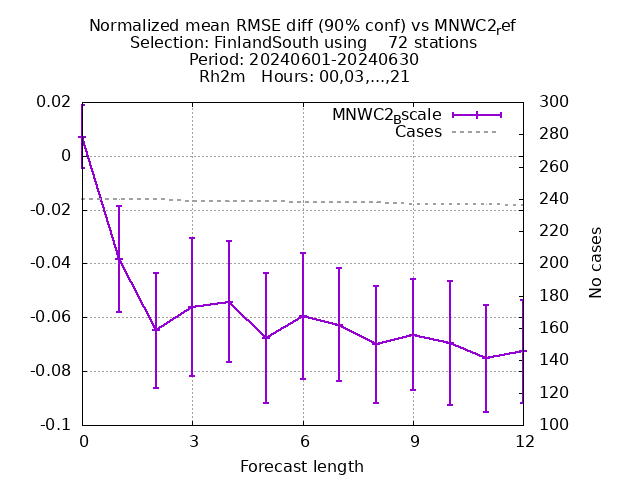 Normalized mean RMSE diff (90% conf) vs MNWC2ref
Selection: FinlandSouth using 72 stations
Period: 20240601-20240630
Rh2m Hours: 00,03,...,21
MNWC2Bscale
Cases
0.02
0
-0.02
-0.04
-0.06
-0.08
-0.1
300
280
260
240
220
200
180
160
140
120
100
No cases
0 3 6 9 12
Forecast length